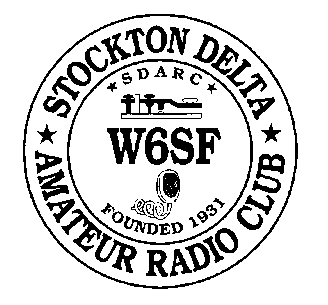 STOCKTON DELTA
SDARC
W6SF
FOUNDED 1931
AMATEUR RADIO CLUB